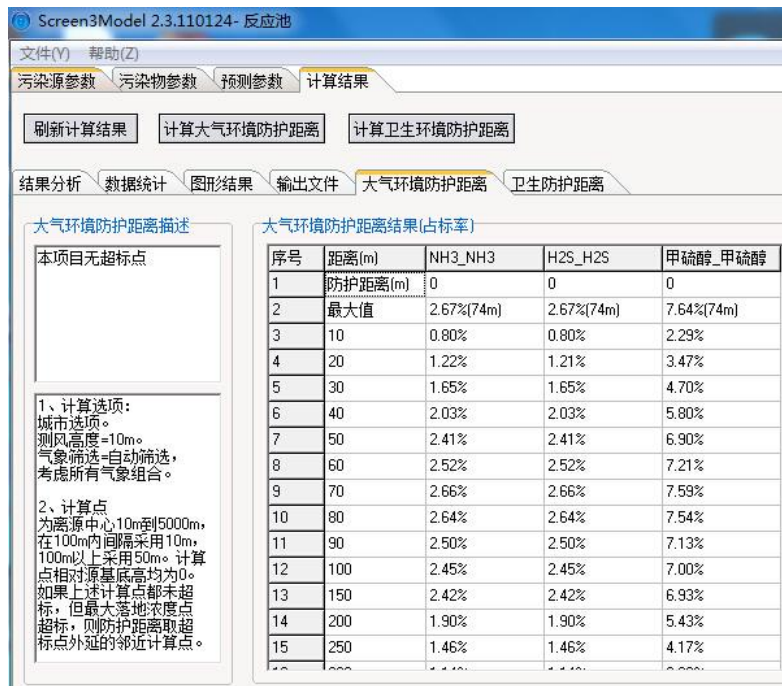 Screen3Model 2.3.110124- 反应池
文件(Y) 帮助(Z)
污染源参数 污染物参数 预测参数 计算结果
刷新计算结果 计算大气环境防护距离 计算卫生环境防护距离
结果分析 数据统计 图形结果 输出文件 大气环境防护距离 卫生防护距离
大气环境防护距离描述
本项目无超标点
1、计算选项:
城市选项。
测风高度=10m。
气象筛选=自动筛选,
考虑所有气象组合。
2、计算点
为离源中心10m到5000m,
在100m内间隔采用10m,
100m以上采用50m。计算
点相对源基底高均为0。
如果上述计算点都未超
标,但最大落地浓度点
超标,则防护距离取超
标点外延的邻近计算点。
大气环境防护距离结果(占标率)
序号 距离(m) NH3_NH3 H2S_H2S 甲硫醇_甲硫醇
1 防护距离(m) 0 0 0
2 最大值 2.67%(74m) 2.67%(74m) 7.64%(74m)
3 10 0.80% 0.80% 2.29%
4 20 1.22% 1.21% 3.47%
5 30 1.65% 1.65% 4.70%
6 40 2.03% 2.03% 5.80%
7 50 2.41% 2.41% 6.90%
8 60 2.52% 2.52% 7.21%
9 70 2.66% 2.66% 7.59%
10 80 2.64% 2.64% 7.54%
11 90 2.50% 2.50% 7.13%
12 100 2.45% 2.45% 7.00%
13 150 2.42% 2.42% 6.93%
14 200 1.90% 1.90% 5.43%
15 250 1.46% 1.46% 4.17%